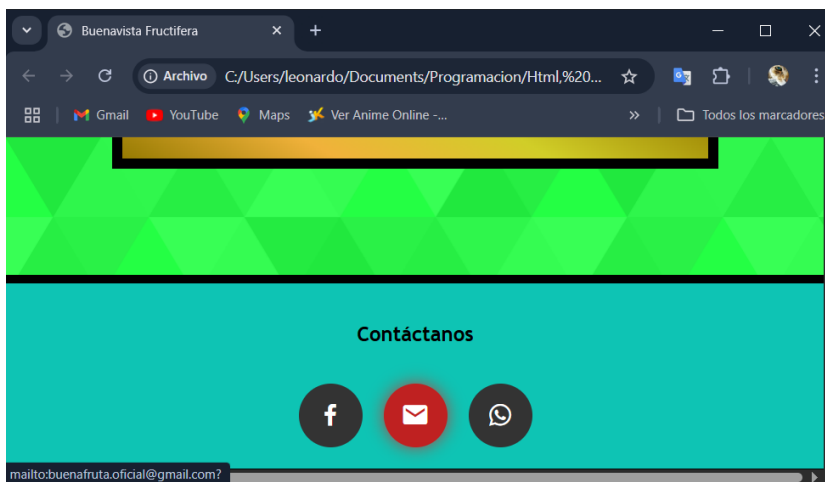 Buenavista Fructifera
Archivo C:/Users/leonardo/Documents/Programacion/Html,%20...
Gmail YouTube Maps Ver Anime Online -... » Todos los marcadores
Contáctanos
mailto:buenafruta.oficial@gmail.com?